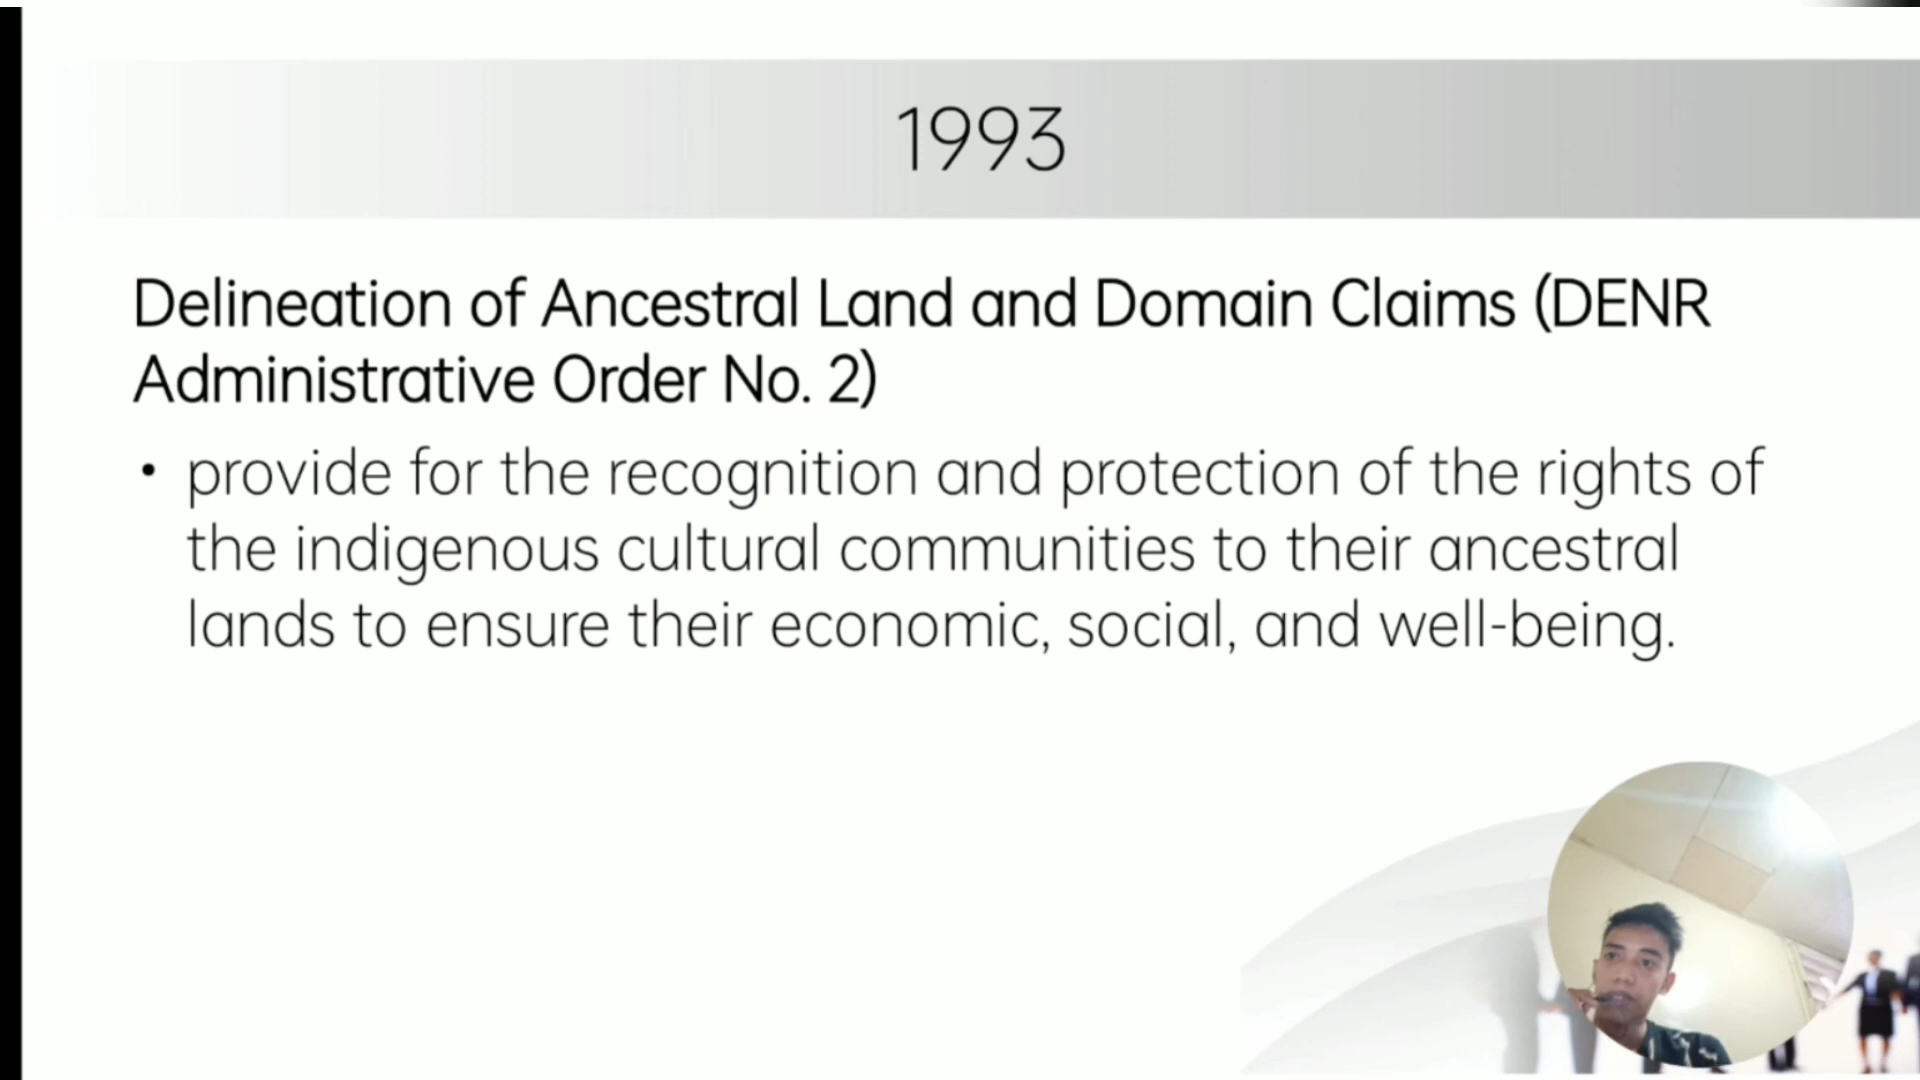 1993
Delineation of Ancestral Land and Domain Claims (DENR
Administrative Order No. 2)
• provide for the recognition and protection of the rights of
the indigenous cultural communities to their ancestral
lands to ensure their economic, social, and well-being.